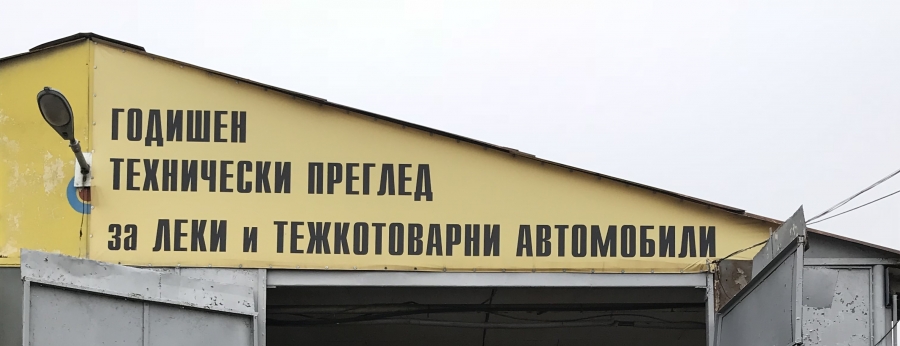 ГОДИШЕН
ТЕХНИЧЕСКИ ПРЕГЛЕД
за ЛЕКИ и ТЕЖКОТОВАРНИ АВТОМОБИЛИ